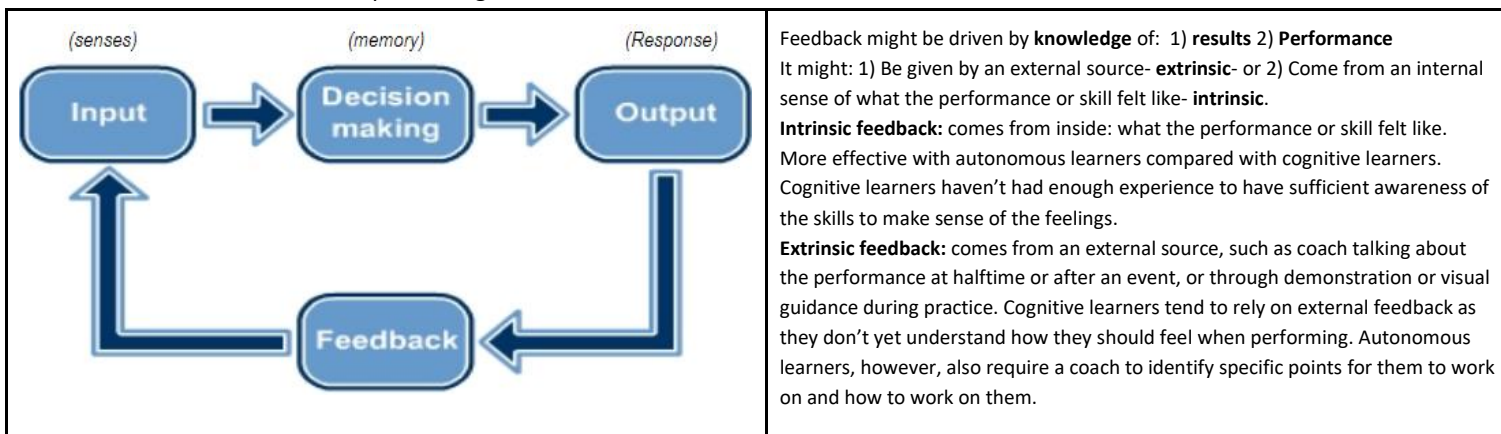 (senses)
(memory)
(Response)
Input
Decision
making
Output
Feedback
Feedback might be driven by knowledge of: 1) results 2) Performance
It might: 1) Be given by an external source- extrinsic- or 2) Come from an internal
sense of what the performance or skill felt like- intrinsic.
Intrinsic feedback: comes from inside: what the performance or skill felt like.
More effective with autonomous learners compared with cognitive learners.
Cognitive learners haven’t had enough experience to have sufficient awareness of
the skills to make sense of the feelings.
Extrinsic feedback: comes from an external source, such as coach talking about
the performance at halftime or after an event, or through demonstration or visual
guidance during practice. Cognitive learners tend to rely on external feedback as
they don’t yet understand how they should feel when performing. Autonomous
learners, however, also require a coach to identify specific points for them to work
on and how to work on them.